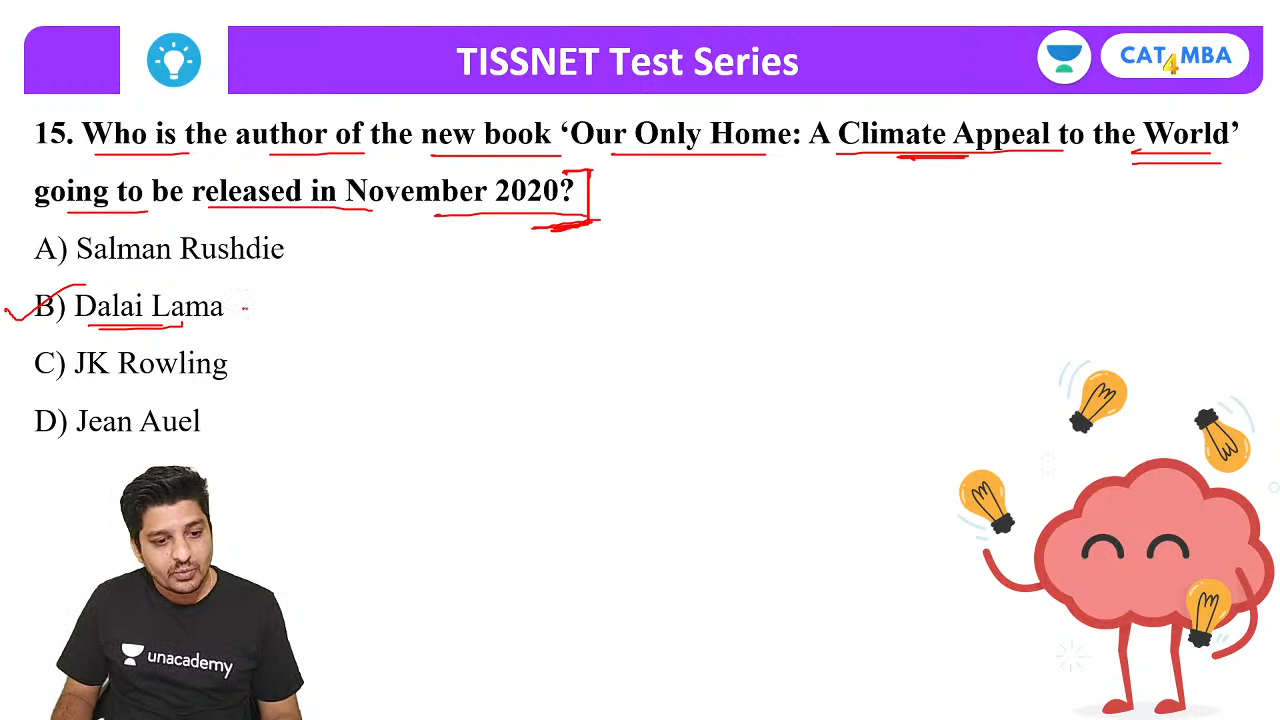 TISSNET Test Series
CAT4MBA
15. Who is the author of the new book ‘Our Only Home: A Climate Appeal to the World’
going to be released in November 2020?
A) Salman Rushdie
B) Dalai Lama
C) JK Rowling
D) Jean Auel
unacademy